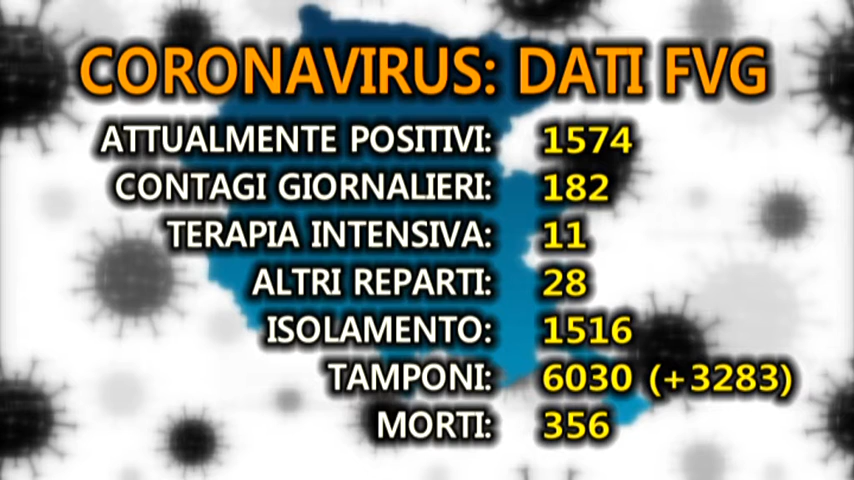 CORONAVIRUS: DATI FVG
ATTUALMENTE POSITIVI: 1574
CONTAGI GIORNALIERI: 182
TERAPIA INTENSIVA: 11
ALTRI REPARTI: 28
ISOLAMENTO: 1516
TAMPONI: 6030 (+3283)
MORTI: 356